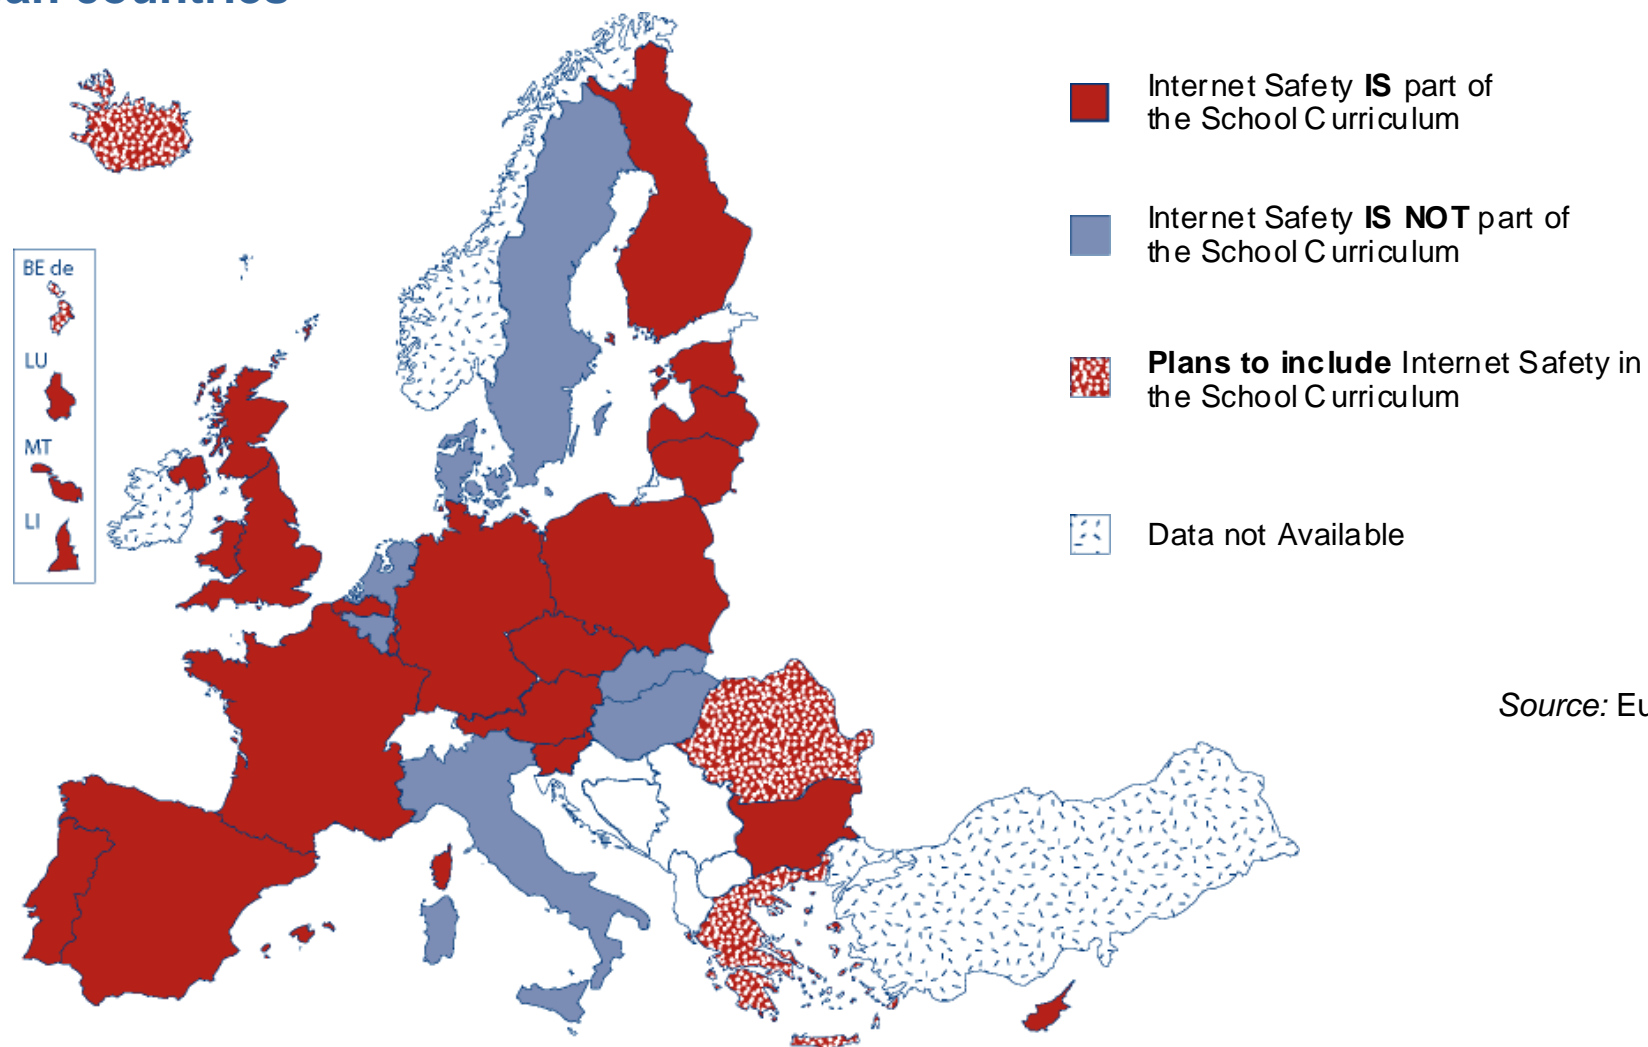 countries
Internet Safety IS part of
the School Curriculum
Internet Safety IS NOT part of
the School Curriculum
BE de
LU
MT
LI
Plans to include Internet Safety in
the School Curriculum
Data not Available
Source: